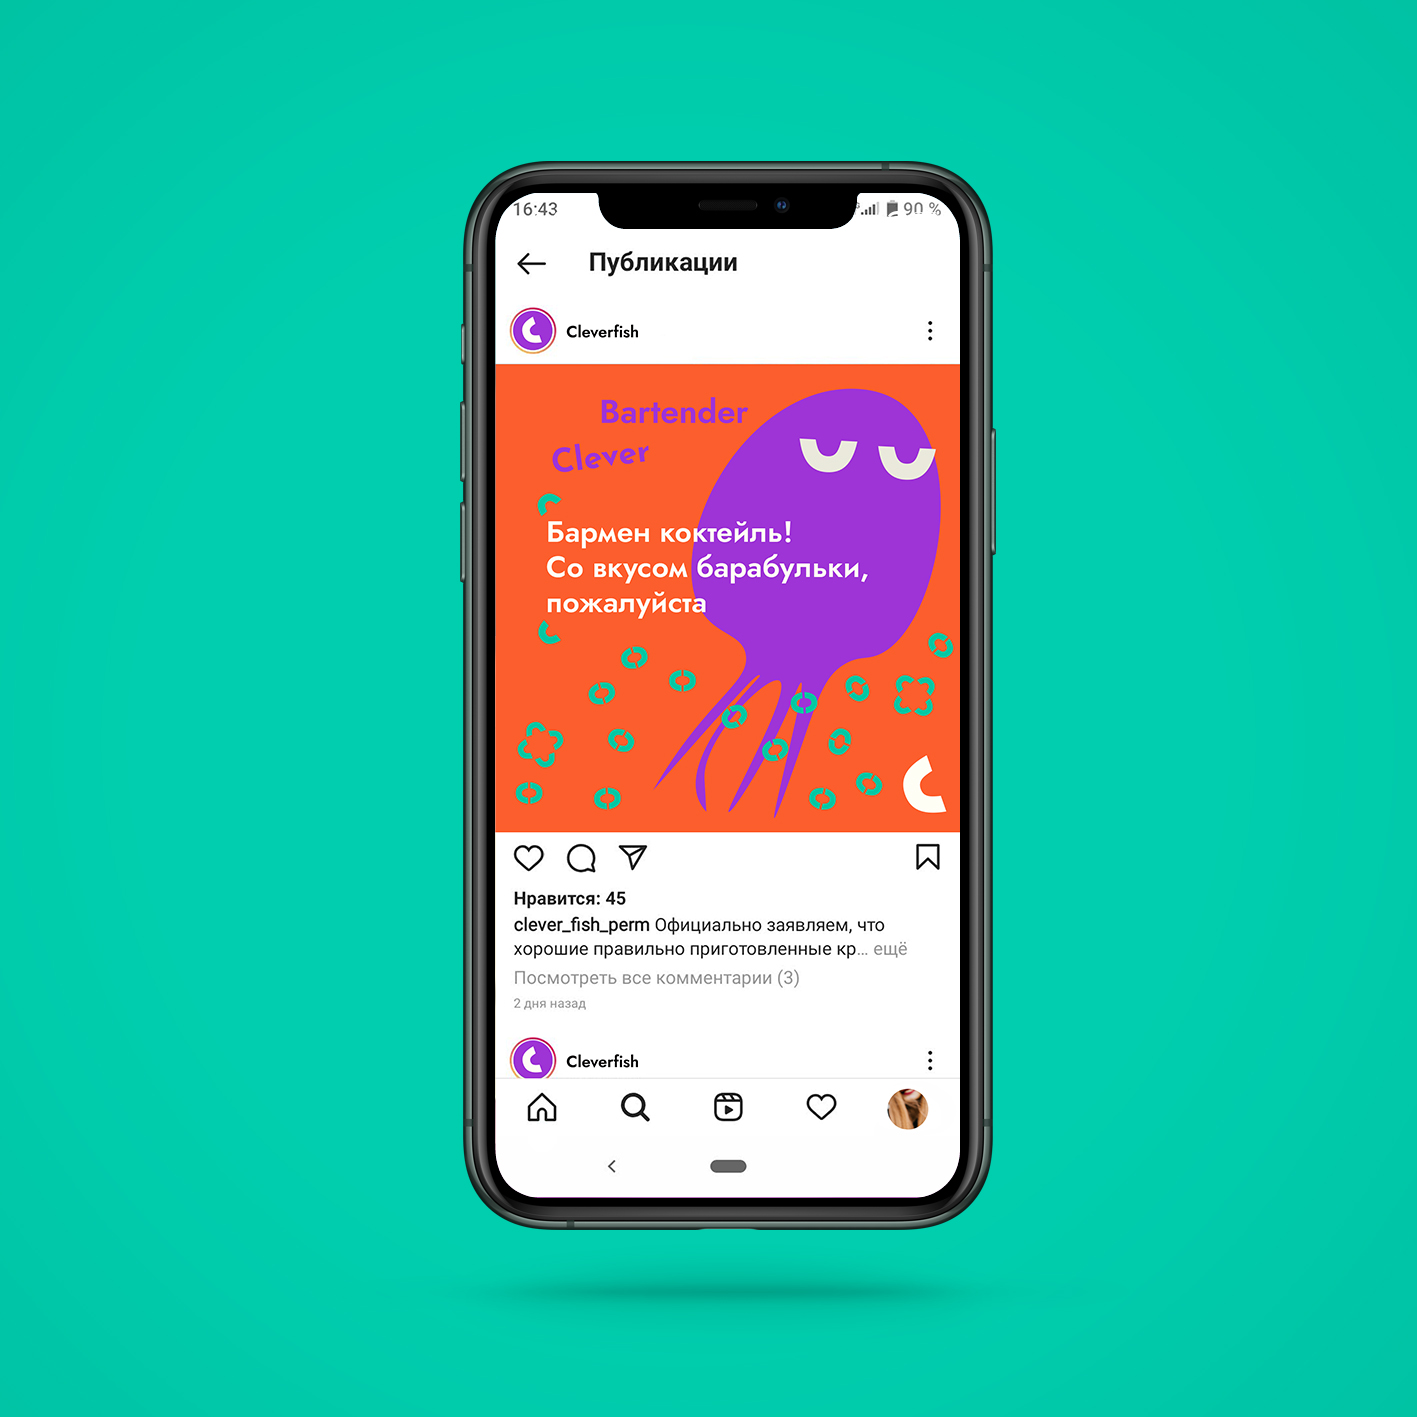 16:43
90 %
Публикации
Cleverfish
Bartender
Clever
Бармен коктейль!
Со вкусом барабульки,
пожалуйста
Нравится: 45
clever_fish_perm Официально заявляем, что
хорошие правильно приготовленные кр... ещё
Посмотреть все комментарии (3)
2 дня назад
Cleverfish